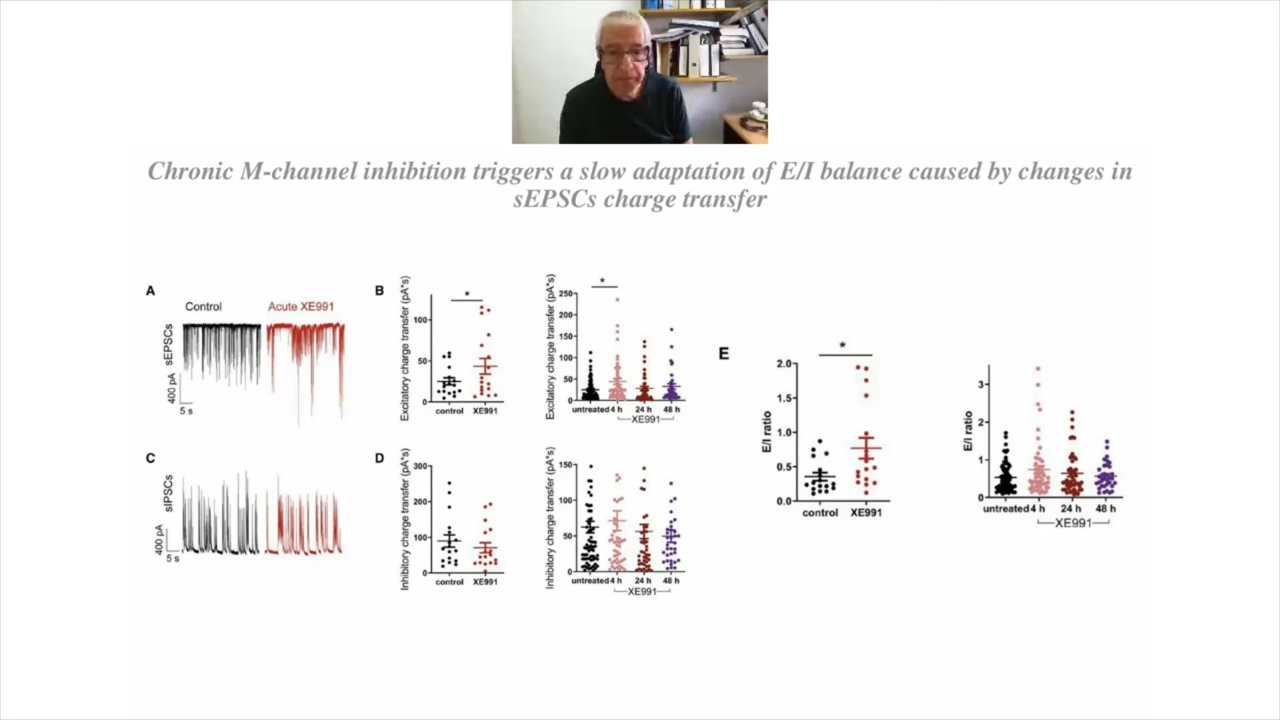 Chronic M-channel inhibition triggers a slow adaptation of E/I balance caused by changes in
sEPSCs charge transfer
A
Control
Acute XE991
sEPSCs
400 pA
5 s
B
Excitatory charge transfer (pA*s)
100
50
0
*
control
XE991
Excitatory charge transfer (pA*s)
250
200
150
100
50
0
*
untreated
4 h
24 h
48 h
XE991
C
sIPSCs
400 pA
5 s
D
Inhibitory charge transfer (pA*s)
300
200
100
0
control
XE991
Inhibitory charge transfer (pA*s)
150
100
50
0
untreated
4 h
24 h
48 h
XE991
E
E/I ratio
2.0
1.5
1.0
0.5
0.0
*
control
XE991
E/I ratio
3
2
1
0
untreated
4 h
24 h
48 h
XE991